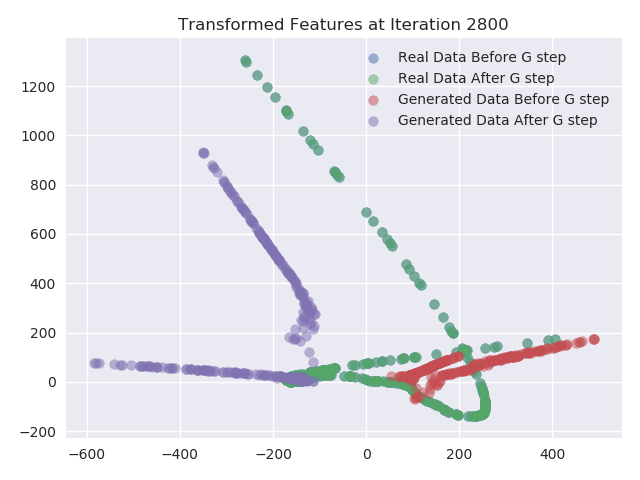 Transformed Features at Iteration 2800
Real Data Before G step
Real Data After G step
Generated Data Before G step
Generated Data After G step
1200
1000
800
600
400
200
0
−200
−600
−400
−200
0
200
400